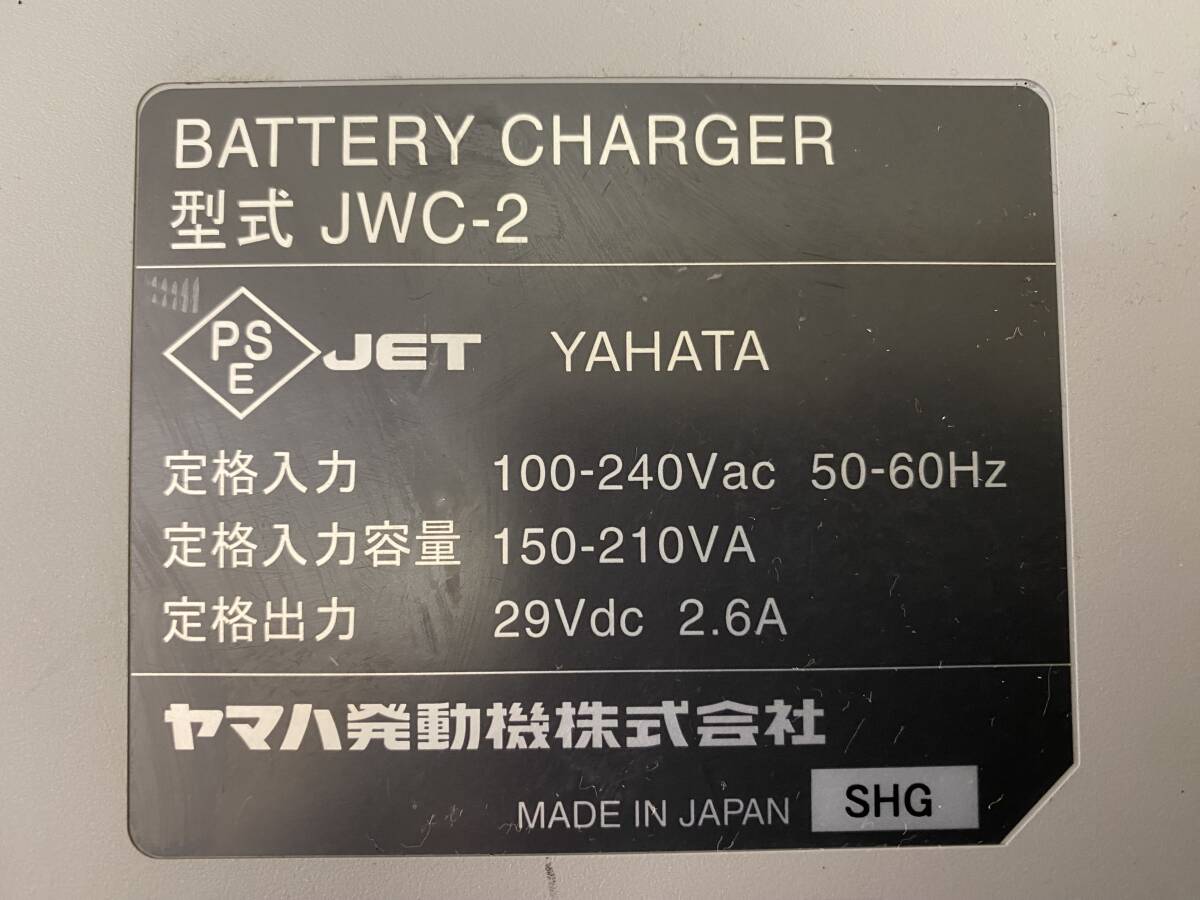 BATTERY CHARGER
型式 JWC-2
PS
E
JET YAHATA
定格入力 100-240Vac 50-60Hz
定格入力容量 150-210VA
定格出力 29Vdc 2.6A
ヤマハ発動機株式会社
MADE IN JAPAN SHG